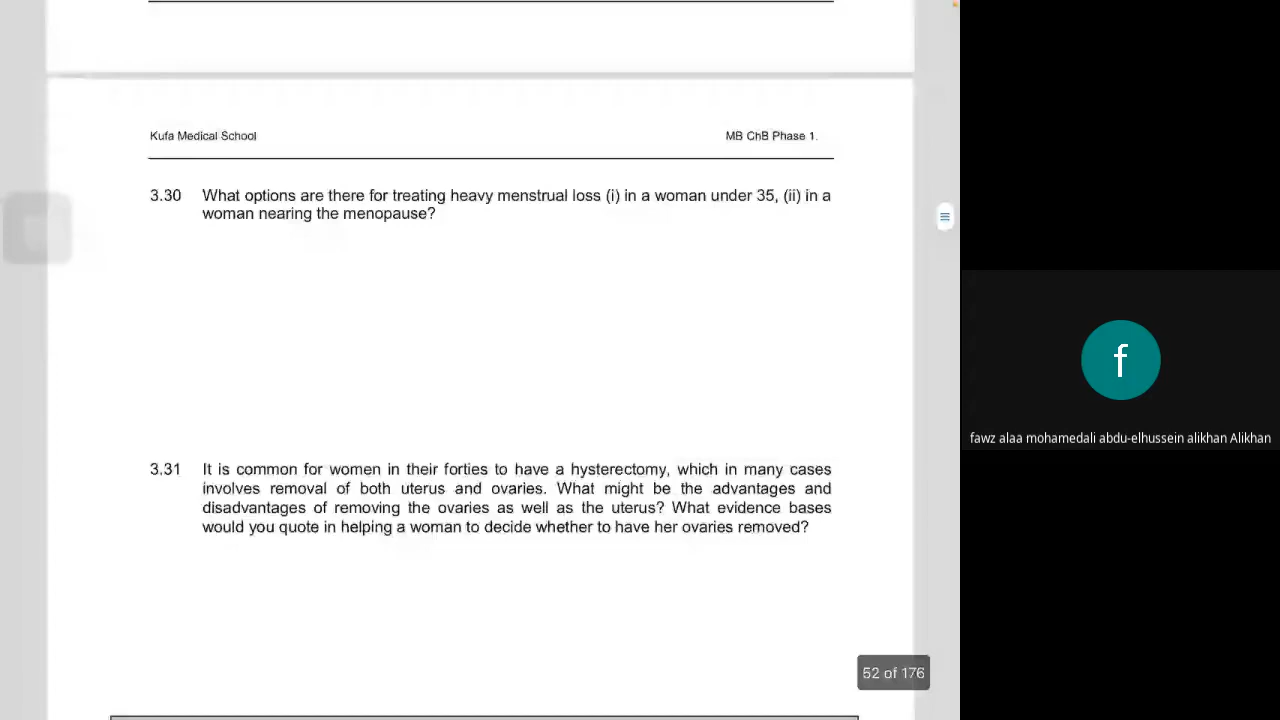 Kufa Medical School MB ChB Phase 1.
3.30 What options are there for treating heavy menstrual loss (i) in a woman under 35, (ii) in a
woman nearing the menopause?
3.31 It is common for women in their forties to have a hysterectomy, which in many cases
involves removal of both uterus and ovaries. What might be the advantages and
disadvantages of removing the ovaries as well as the uterus? What evidence bases
would you quote in helping a woman to decide whether to have her ovaries removed?
52 of 176
f
fawz alaa mohamedali abdu-elhussein alikhan Alikhan